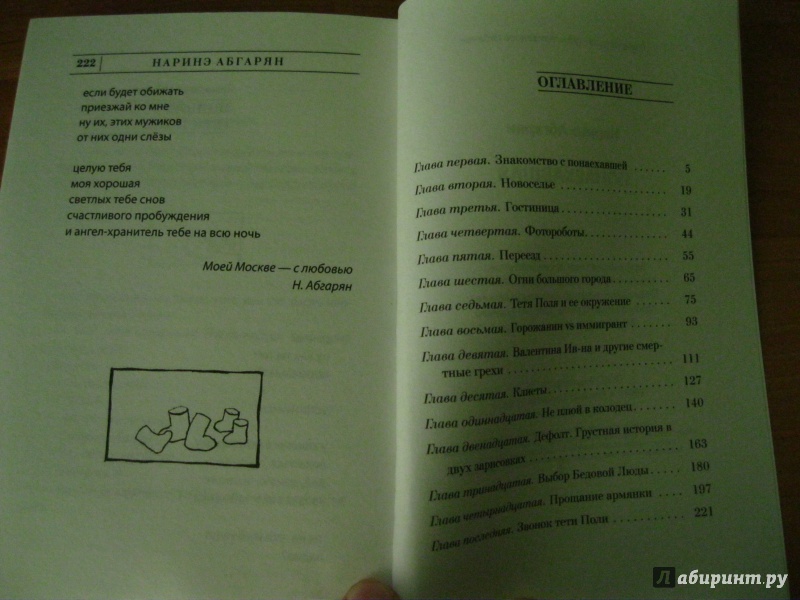 222 НАРИНЭ АБГАРЯН
если будет обижать
приезжай ко мне
ну их, этих мужиков
от них одни слёзы
целую тебя
моя хорошая
светлых тебе снов
счастливого пробуждения
и ангел-хранитель тебе на всю ночь
Моей Москве — с любовью
Н. Абгарян
ОГЛАВЛЕНИЕ
Глава первая. Знакомство с понаехавшей ...... 5
Глава вторая. Новоселье ...... 19
Глава третья. Гостиница ...... 31
Глава четвертая. Фотороботы ...... 44
Глава пятая. Переезд ...... 55
Глава шестая. Огни большого города ...... 65
Глава седьмая. Тетя Поля и ее окружение ...... 75
Глава восьмая. Горожанин vs иммигрант ...... 93
Глава девятая. Валентина Ив-на и другие смер-
тные грехи ...... 111
Глава десятая. Клиеты ...... 127
Глава одиннадцатая. Не плюй в колодец ...... 140
Глава двенадцатая. Дефолт. Грустная история в
двух зарисовках ...... 163
Глава тринадцатая. Выбор Бедовой Люды ...... 180
Глава четырнадцатая. Прощание армянки ...... 197
Глава последняя. Звонок тети Поли ...... 221
Лабиринт.ру